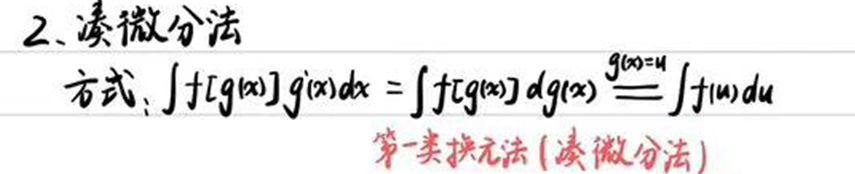 2、凑微分法
方式:∫f[g(x)]g'(x)dx = ∫f[g(x)]dg(x) \overset{g(x)=u}{=} ∫f(u)du
第一类换元法(凑微分法)